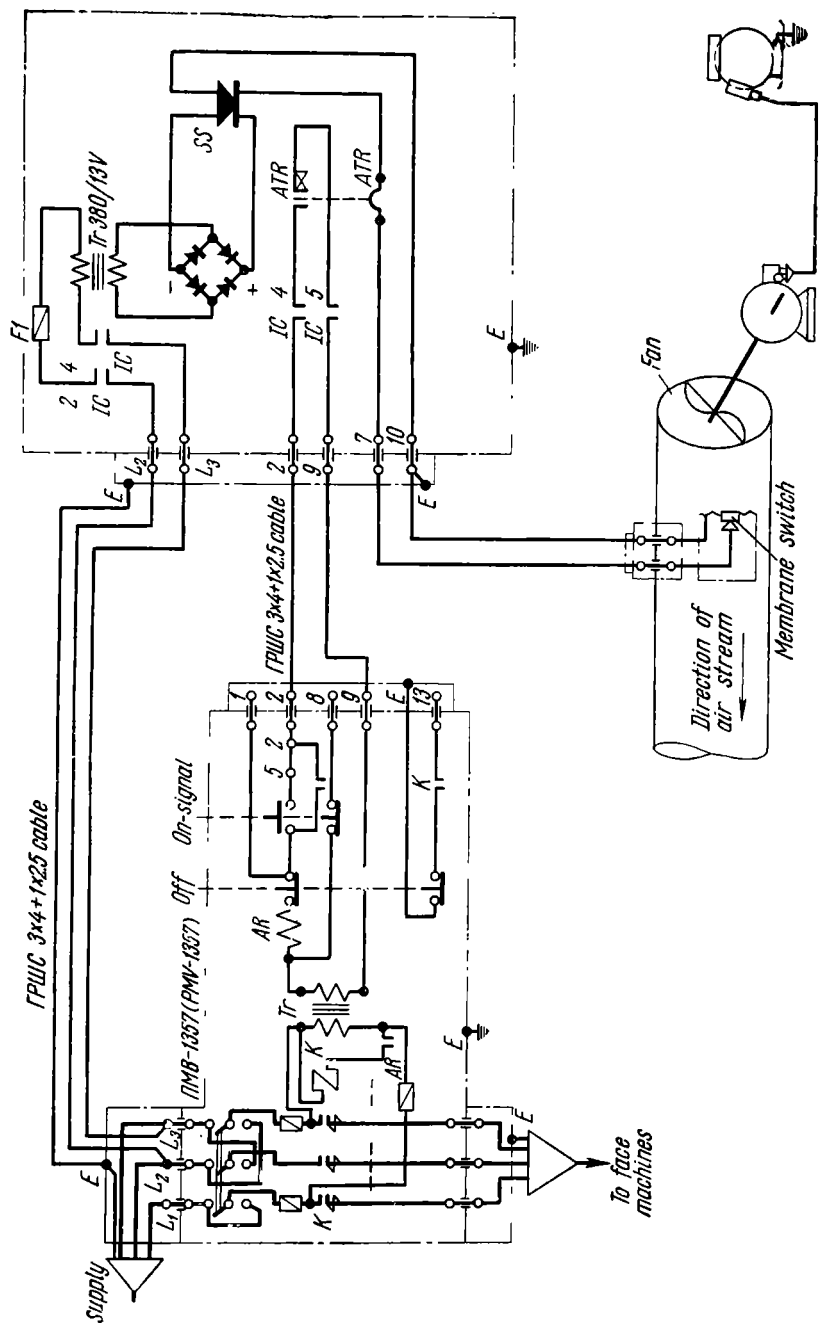 ГРШС 3×4+1×2.5 cable
supply
E
L1
L2
L3
ПМВ-1357 (PMV-1357)
Off
On-signal
K
K
AR
Tr
AR
E
E
To face
machines
1
2
5
2
8
9
E
13
K
ГРШС 3×4+1×2.5 cable
E
L2
L3
2
9
7
10
E
F1
2
4
IC
IC
Tr 380/13V
-
+
SS
IC
4
IC
5
ATR
ATR
E
Direction of
air stream
Membrane switch
Fan